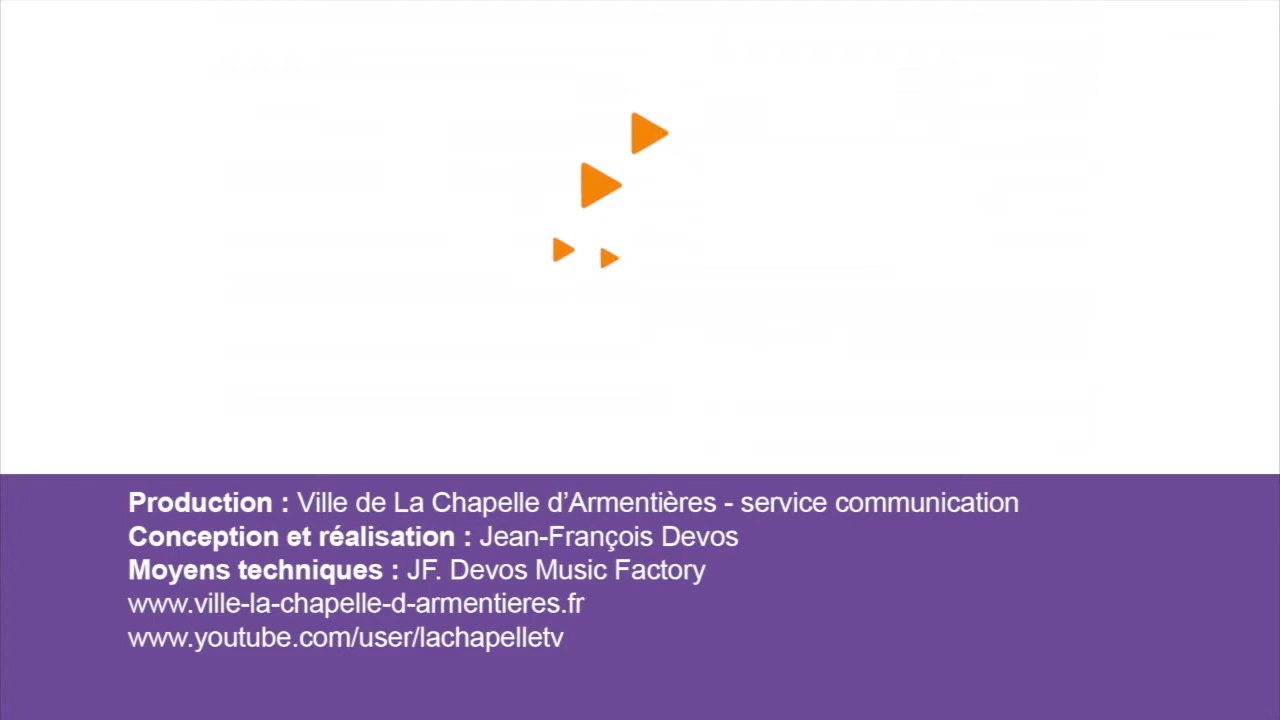 Production : Ville de La Chapelle d’Armentières - service communication
Conception et réalisation : Jean-François Devos
Moyens techniques : JF. Devos Music Factory
www.ville-la-chapelle-d-armentieres.fr
www.youtube.com/user/lachapelletv